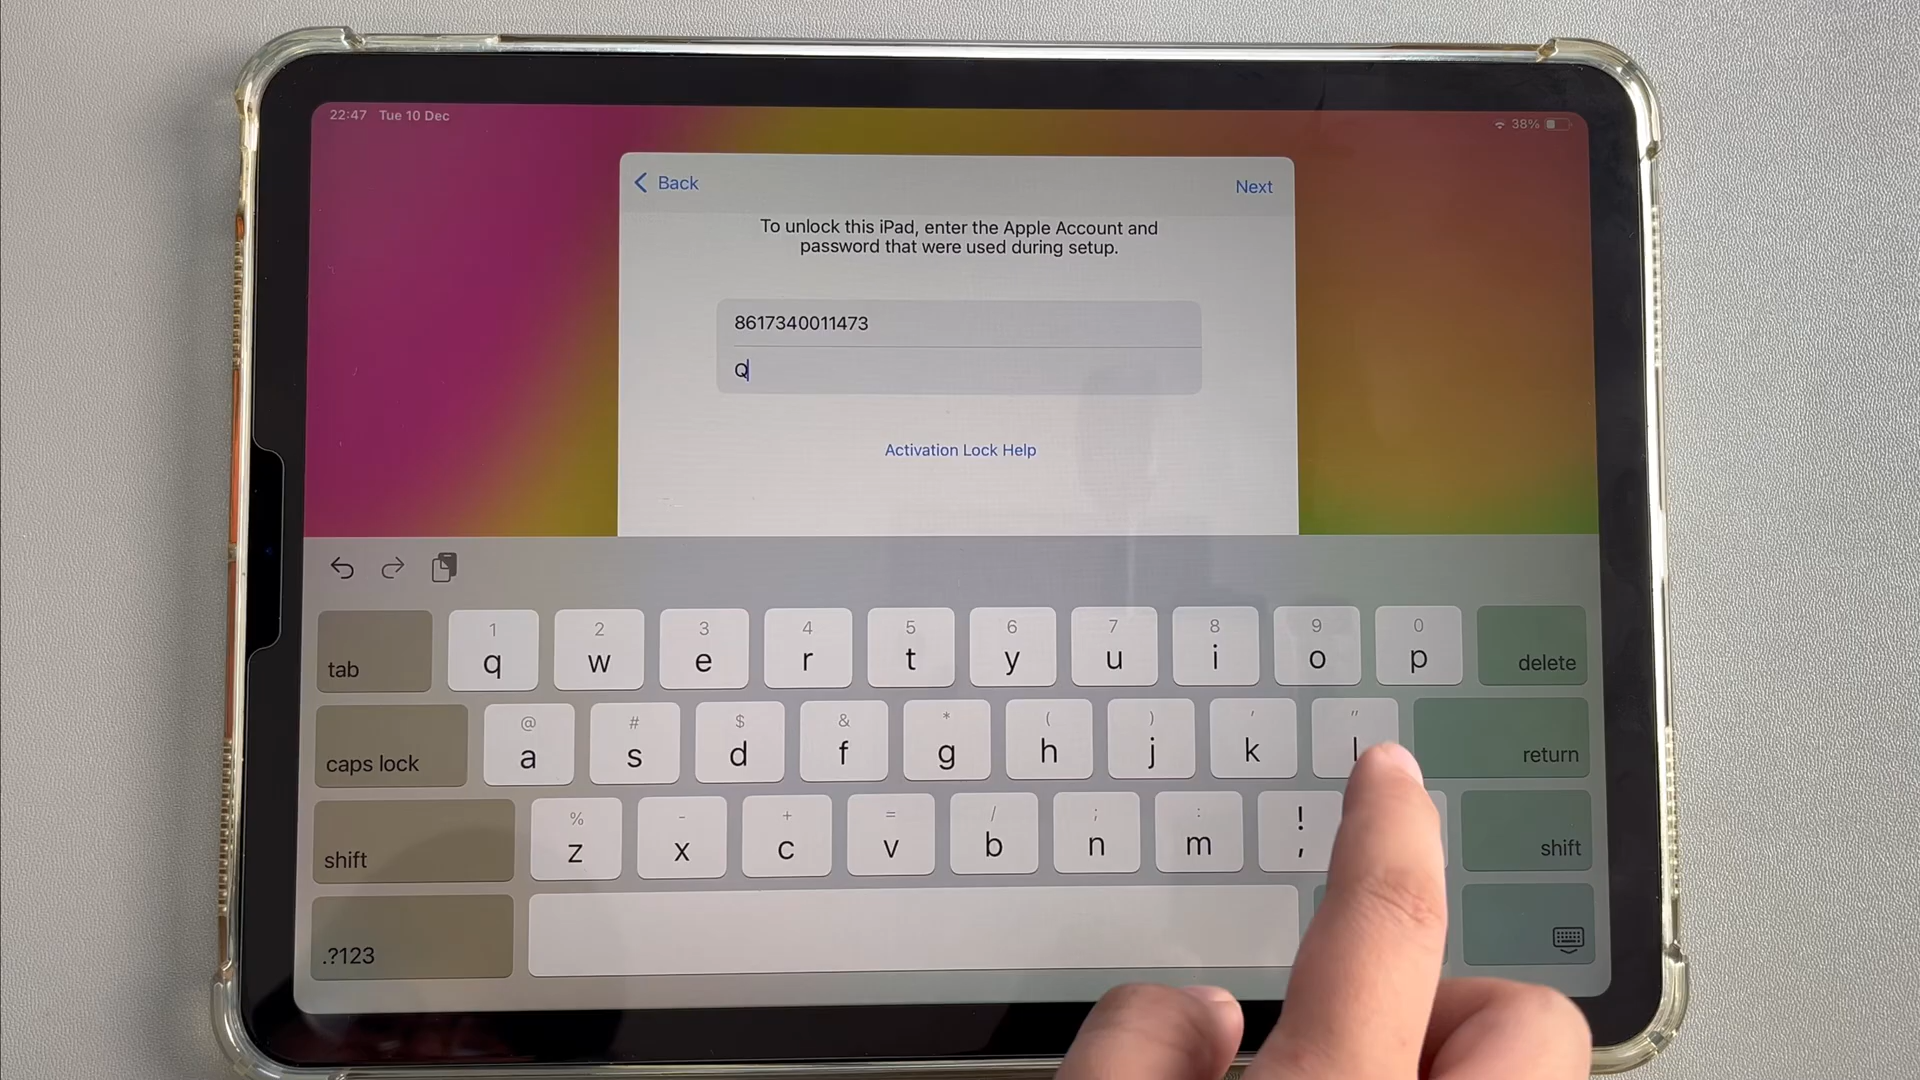 22:47 Tue 10 Dec
38%
Back
Next
To unlock this iPad, enter the Apple Account and
password that were used during setup.
8617340011473
Q
Activation Lock Help
1 2 3 4 5 6 7 8 9 0
tab q w e r t y u i o p delete
@ # $ & * ( ) ' "
caps lock a s d f g h j k l return
% - + = / ; : !
shift z x c v b n m , shift
.?123